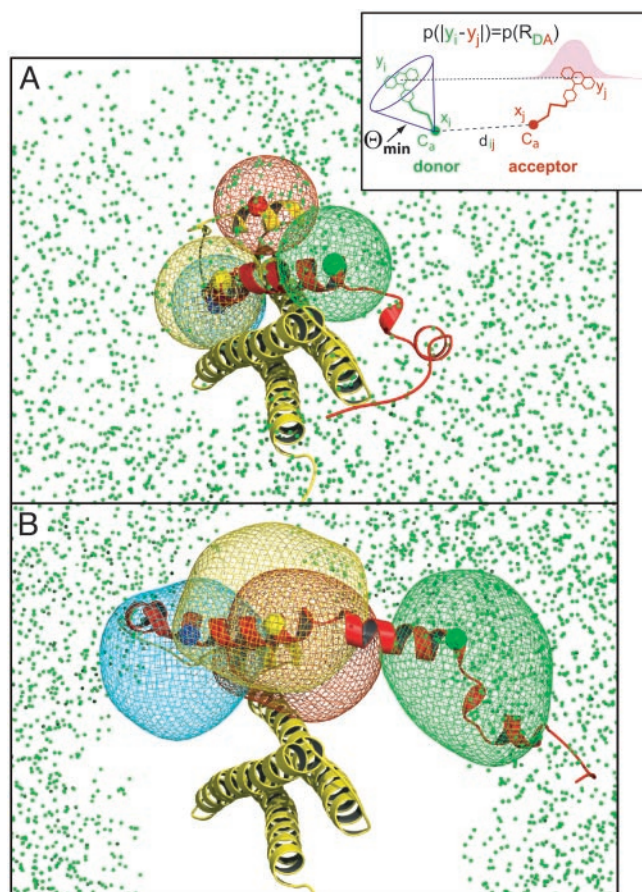 p(|yi-yj|)=p(RDA)
yi
yj
xi
xj
Θmin
Ca
dij
Ca
donor
acceptor
A
B